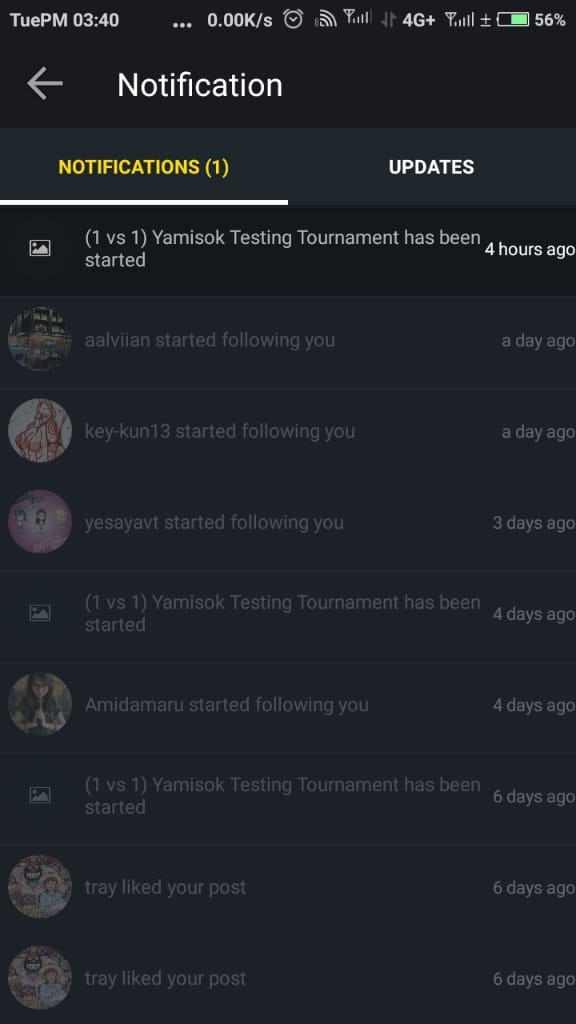 TuePM 03:40 ... 0.00K/s 4G+ ± 56%
Notification
NOTIFICATIONS (1) UPDATES
(1 vs 1) Yamisok Testing Tournament has been
started
4 hours ago
aalviian started following you a day ago
key-kun13 started following you a day ago
yesayavt started following you 3 days ago
(1 vs 1) Yamisok Testing Tournament has been
started
4 days ago
Amidamaru started following you 4 days ago
(1 vs 1) Yamisok Testing Tournament has been
started
6 days ago
tray liked your post 6 days ago
tray liked your post 6 days ago